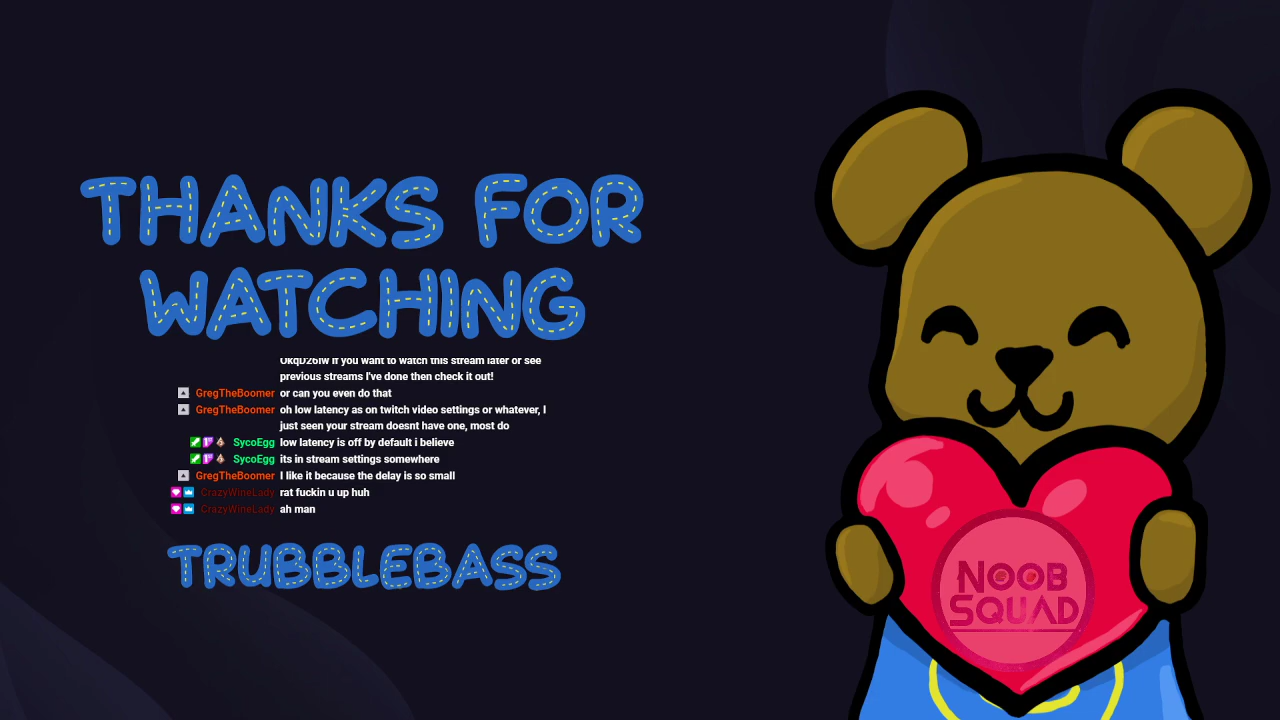 THANKS FOR
WATCHING
UkqD26iw if you want to watch this stream later or see
previous streams I've done then check it out!
GregTheBoomer or can you even do that
GregTheBoomer oh low latency as on twitch video settings or whatever, I
just seen your stream doesnt have one, most do
SycoEgg low latency is off by default i believe
SycoEgg its in stream settings somewhere
GregTheBoomer I like it because the delay is so small
CrazyWineLady rat fuckin u up huh
CrazyWineLady ah man
TRUBBLEBASS
NOOB
SQUAD